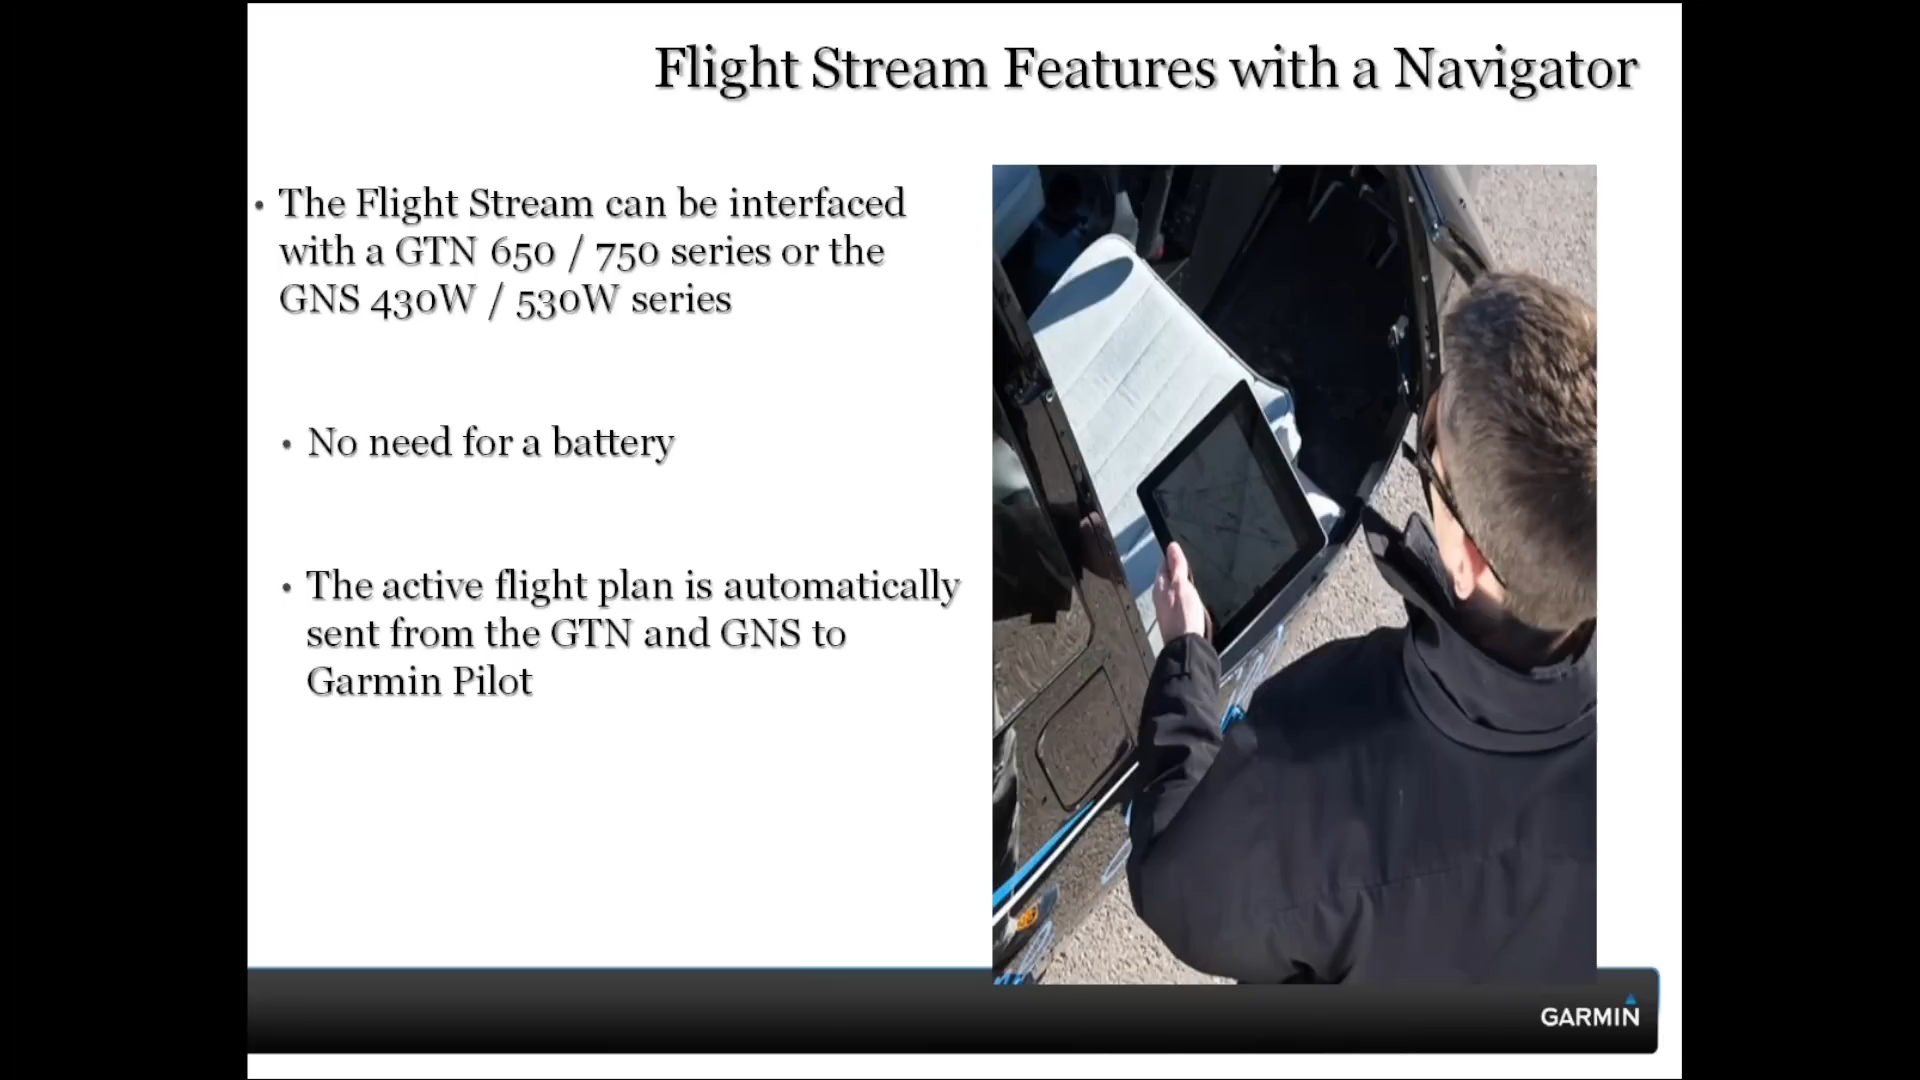 Flight Stream Features with a Navigator
• The Flight Stream can be interfaced
with a GTN 650 / 750 series or the
GNS 430W / 530W series
• No need for a battery
• The active flight plan is automatically
sent from the GTN and GNS to
Garmin Pilot
GARMIN